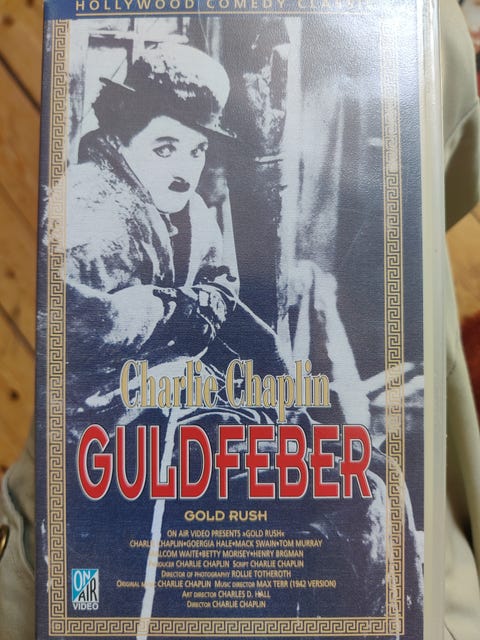 HOLLYWOOD COMEDY CLASSIC
Charlie Chaplin
GULDFEBER
GOLD RUSH
ON AIR VIDEO PRESENTS »GOLD RUSH«
CHARLIE CHAPLIN•GOERGIA HALE•MACK SWAIN•TOM MURRAY
MALCOM WAITE•BETTY MORISEY•HENRY BRGMAN
PRODUCER CHARLIE CHAPLIN SCRIPT CHARLIE CHAPLIN
DIRECTOR OF PHOTOGRAPHY ROLLIE TOTHEROTH
ORIGINAL MUSIC CHARLIE CHAPLIN MUSIC DIRECTOR MAX TERR (1942 VERSION)
ART DIRECTOR CHARLES D. HALL
DIRECTOR CHARLIE CHAPLIN
ON
AIR
VIDEO